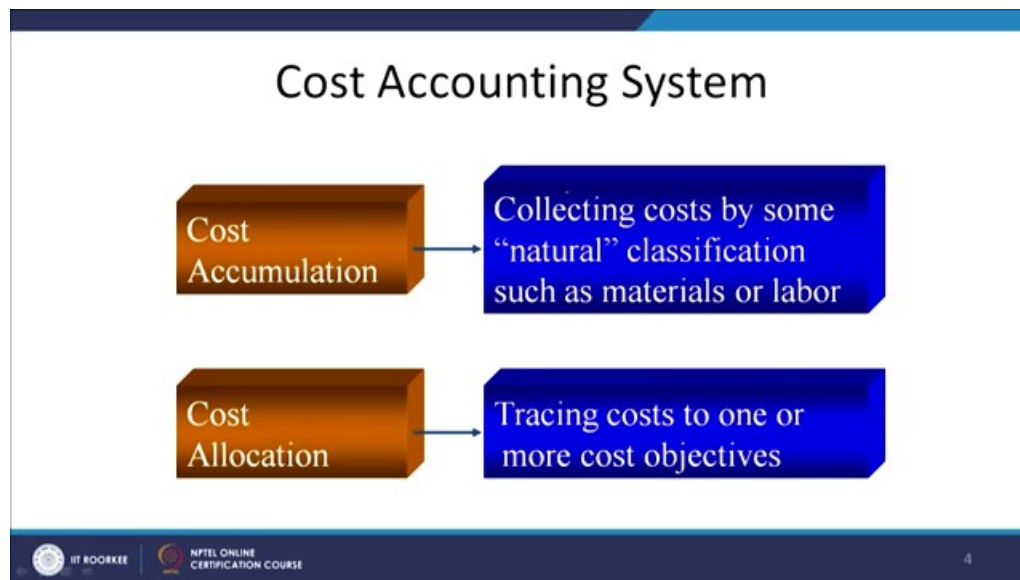 Cost Accounting System
Cost
Accumulation
Collecting costs by some
“natural” classification
such as materials or labor
Cost
Allocation
Tracing costs to one or
more cost objectives
IIT ROORKEE
NPTEL ONLINE
CERTIFICATION COURSE
4